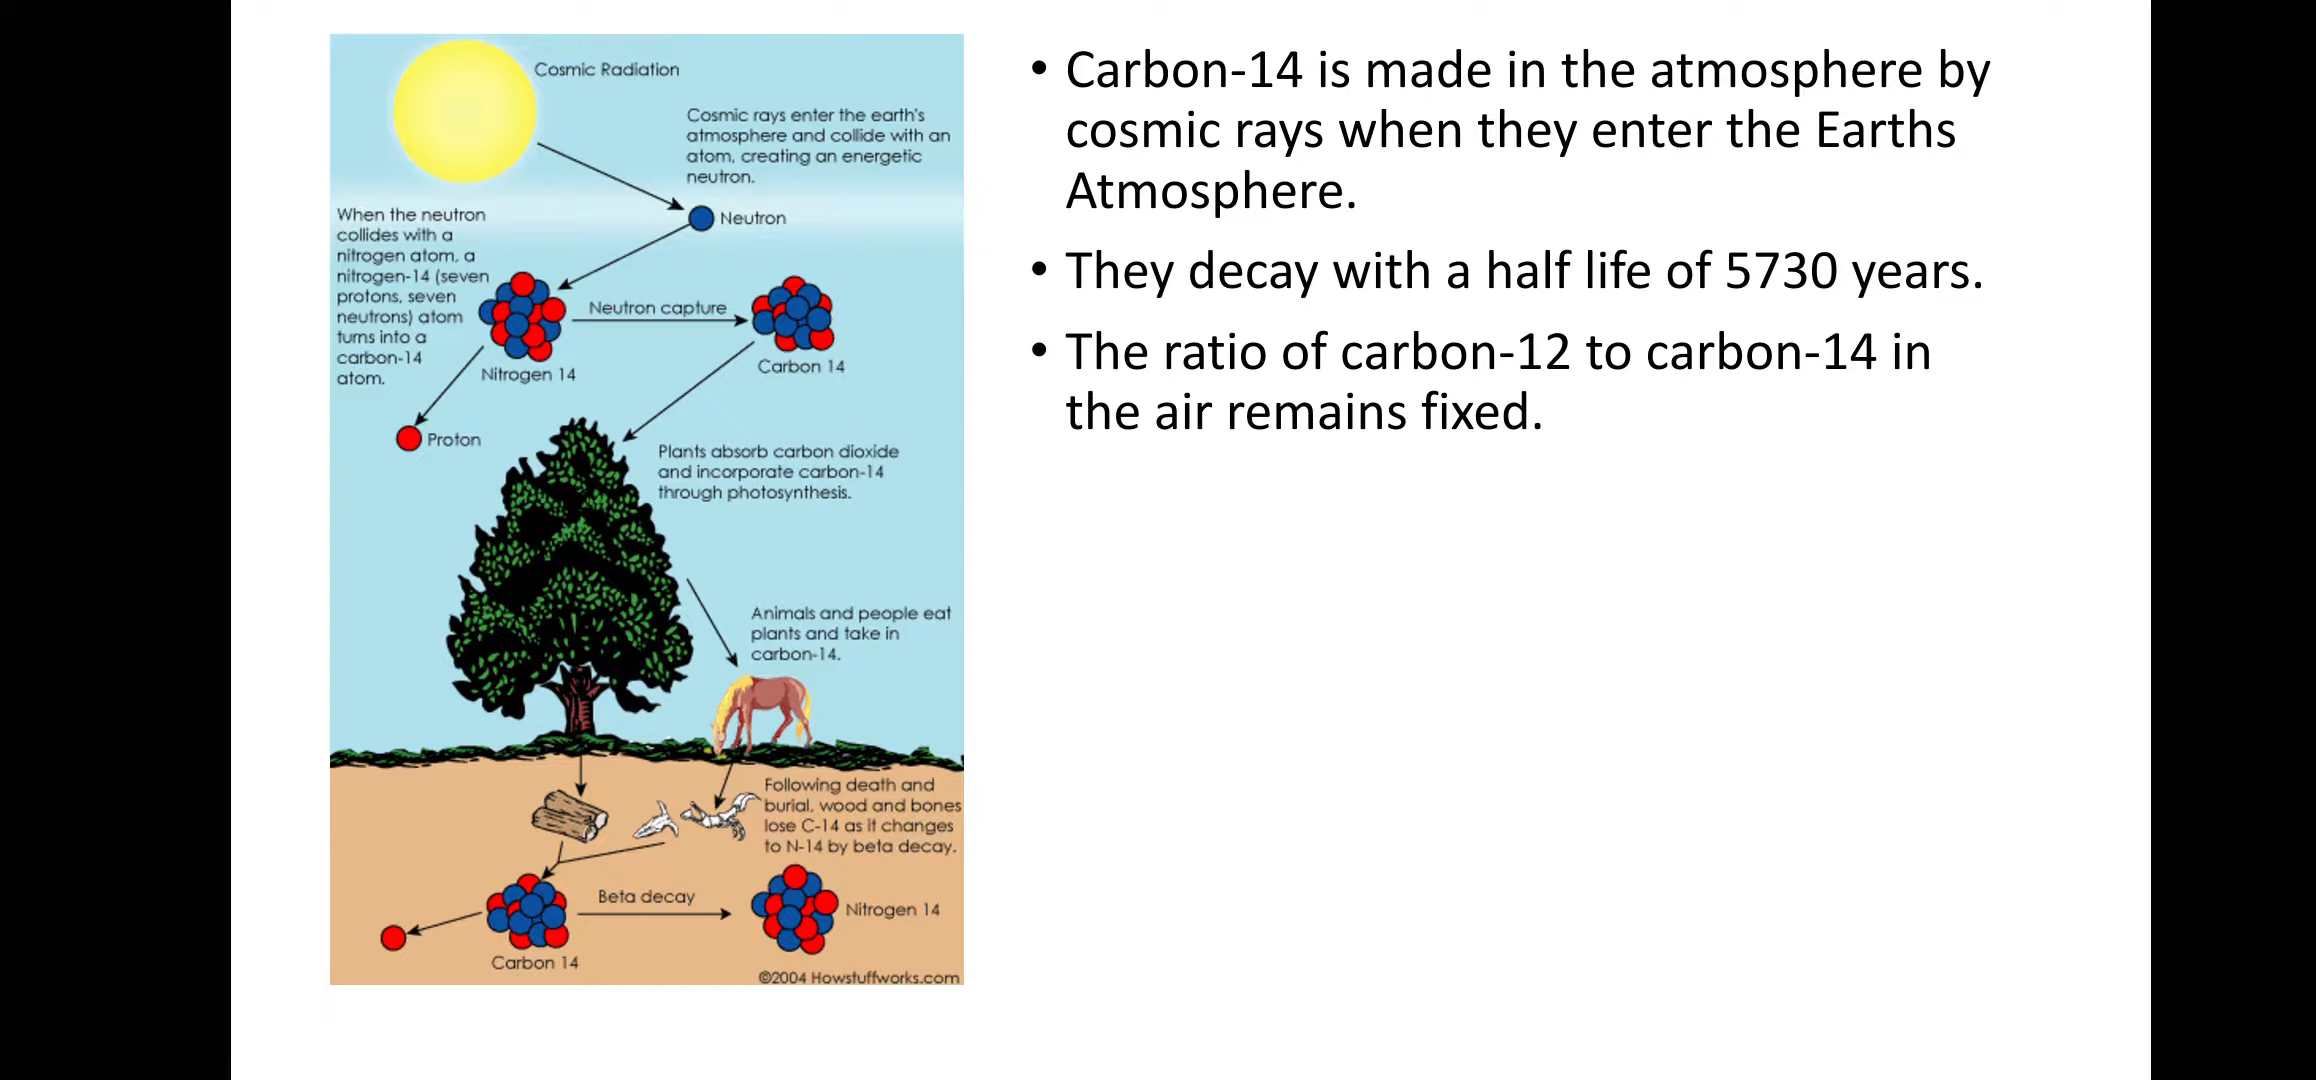 Cosmic Radiation
Cosmic rays enter the earth's
atmosphere and collide with an
atom, creating an energetic
neutron.
Neutron
When the neutron
collides with a
nitrogen atom, a
nitrogen-14 (seven
protons, seven
neutrons) atom
turns into a
carbon-14
atom.
Neutron capture
Nitrogen 14
Carbon 14
Proton
Plants absorb carbon dioxide
and incorporate carbon-14
through photosynthesis.
Animals and people eat
plants and take in
carbon-14.
Following death and
burial, wood and bones
lose C-14 as it changes
to N-14 by beta decay.
Beta decay
Nitrogen 14
Carbon 14
©2004 Howstuffworks.com
• Carbon-14 is made in the atmosphere by
cosmic rays when they enter the Earths
Atmosphere.
• They decay with a half life of 5730 years.
• The ratio of carbon-12 to carbon-14 in
the air remains fixed.